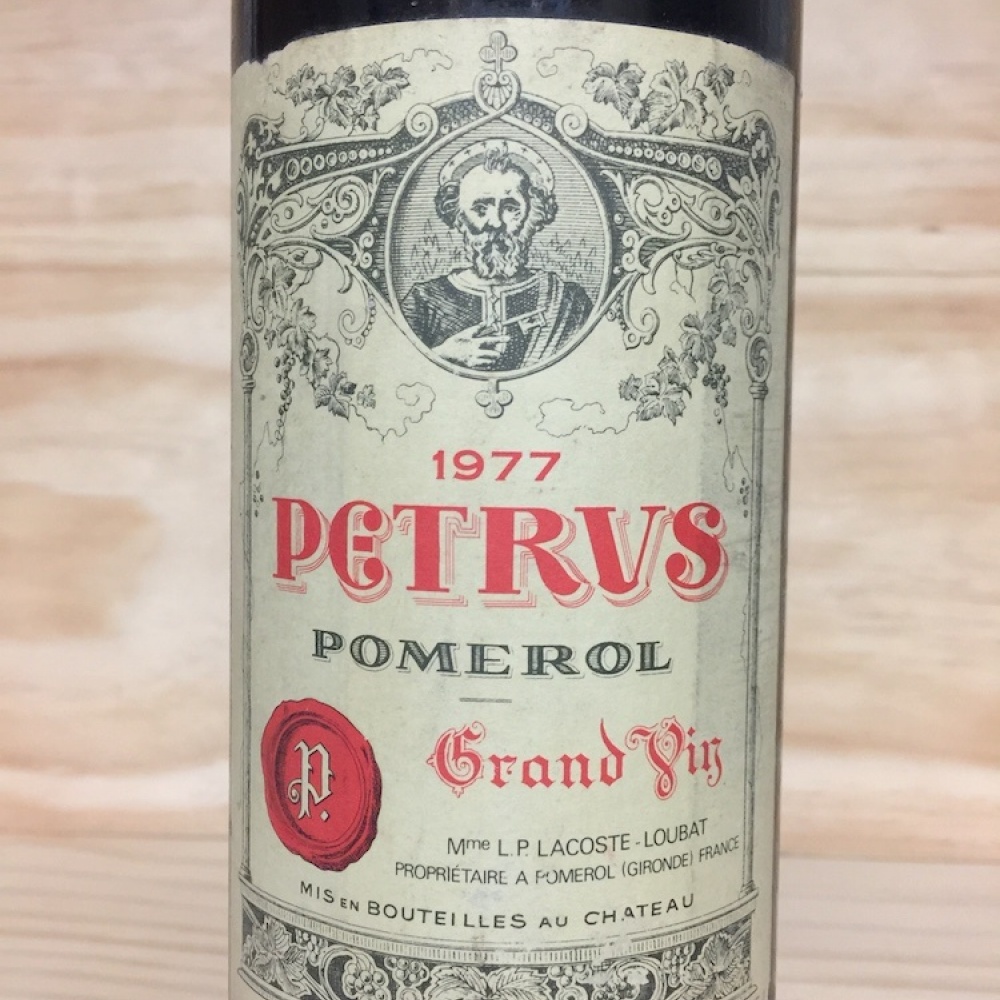 1977
PETRVS
POMEROL
Grand Vin
P.
Mme L.P. LACOSTE-LOUBAT
PROPRIÉTAIRE A POMEROL (GIRONDE) FRANCE
MIS EN BOUTEILLES AU CHATEAU